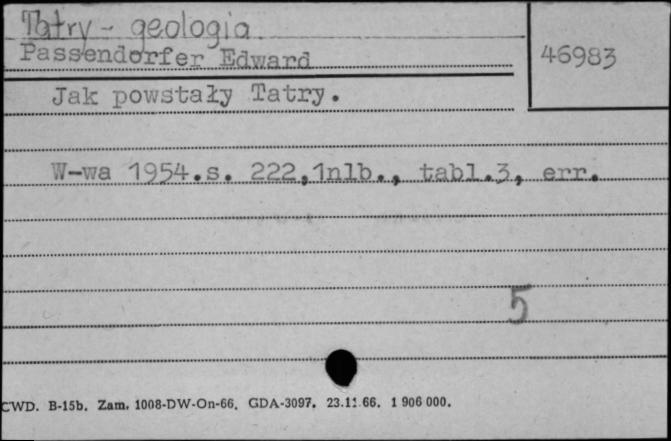 Tatry - geologia
Passendorfer Edward
46983
Jak powstały Tatry.
W-wa 1954.s. 222,1nlb., tabl.3, err.
5
CWD. B-15b. Zam. 1008-DW-On-66. GDA-3097. 23.11.66. 1 906 000.